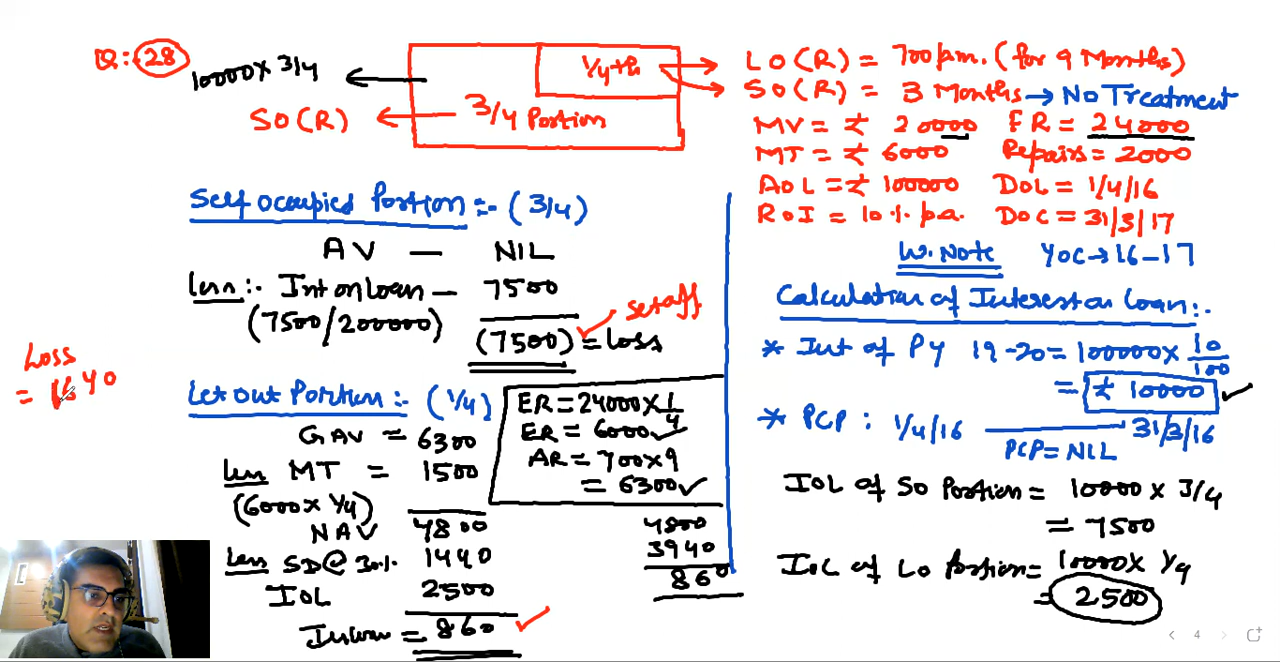 Q: 28
10000 X 3/4
SO(R)
1/4th
3/4 Portion
LO(R) = 700 p.m. (for 9 Months)
SO(R) = 3 Months → No Treatment
MV = ₹ 20000 FR = 24000
MT = ₹ 6000 Repairs = 2000
AOL = ₹ 100000 DOL = 1/4/16
ROI = 10% p.a. DOC = 31/3/17
Self occupied Portion :- (3/4)
AV — NIL
Less :- Int on loan — 7500
(7500/200000)
(7500) = Loss
Set off
Loss
Let out Portion :- (1/4)
GAV = 6300
Less MT = 1500
(6000 x 1/4)
NAV 4800
Less SD @ 30% 1440
IOL 2500
Income = 860
ER = 24000 X 1/4
ER = 6000
AR = 700 X 9
= 6300
4800
3940
860
W. Note YOC → 16-17
Calculation of Interest on Loan :-
* Int of PY 19-20 = 100000 x 10/100
= ₹ 10000
* PCP : 1/4/16 — 31/3/16
PCP = NIL
IOL of SO Portion = 10000 x 3/4
= 7500
IOL of LO Portion = 10000 x 1/4
= 2500
4